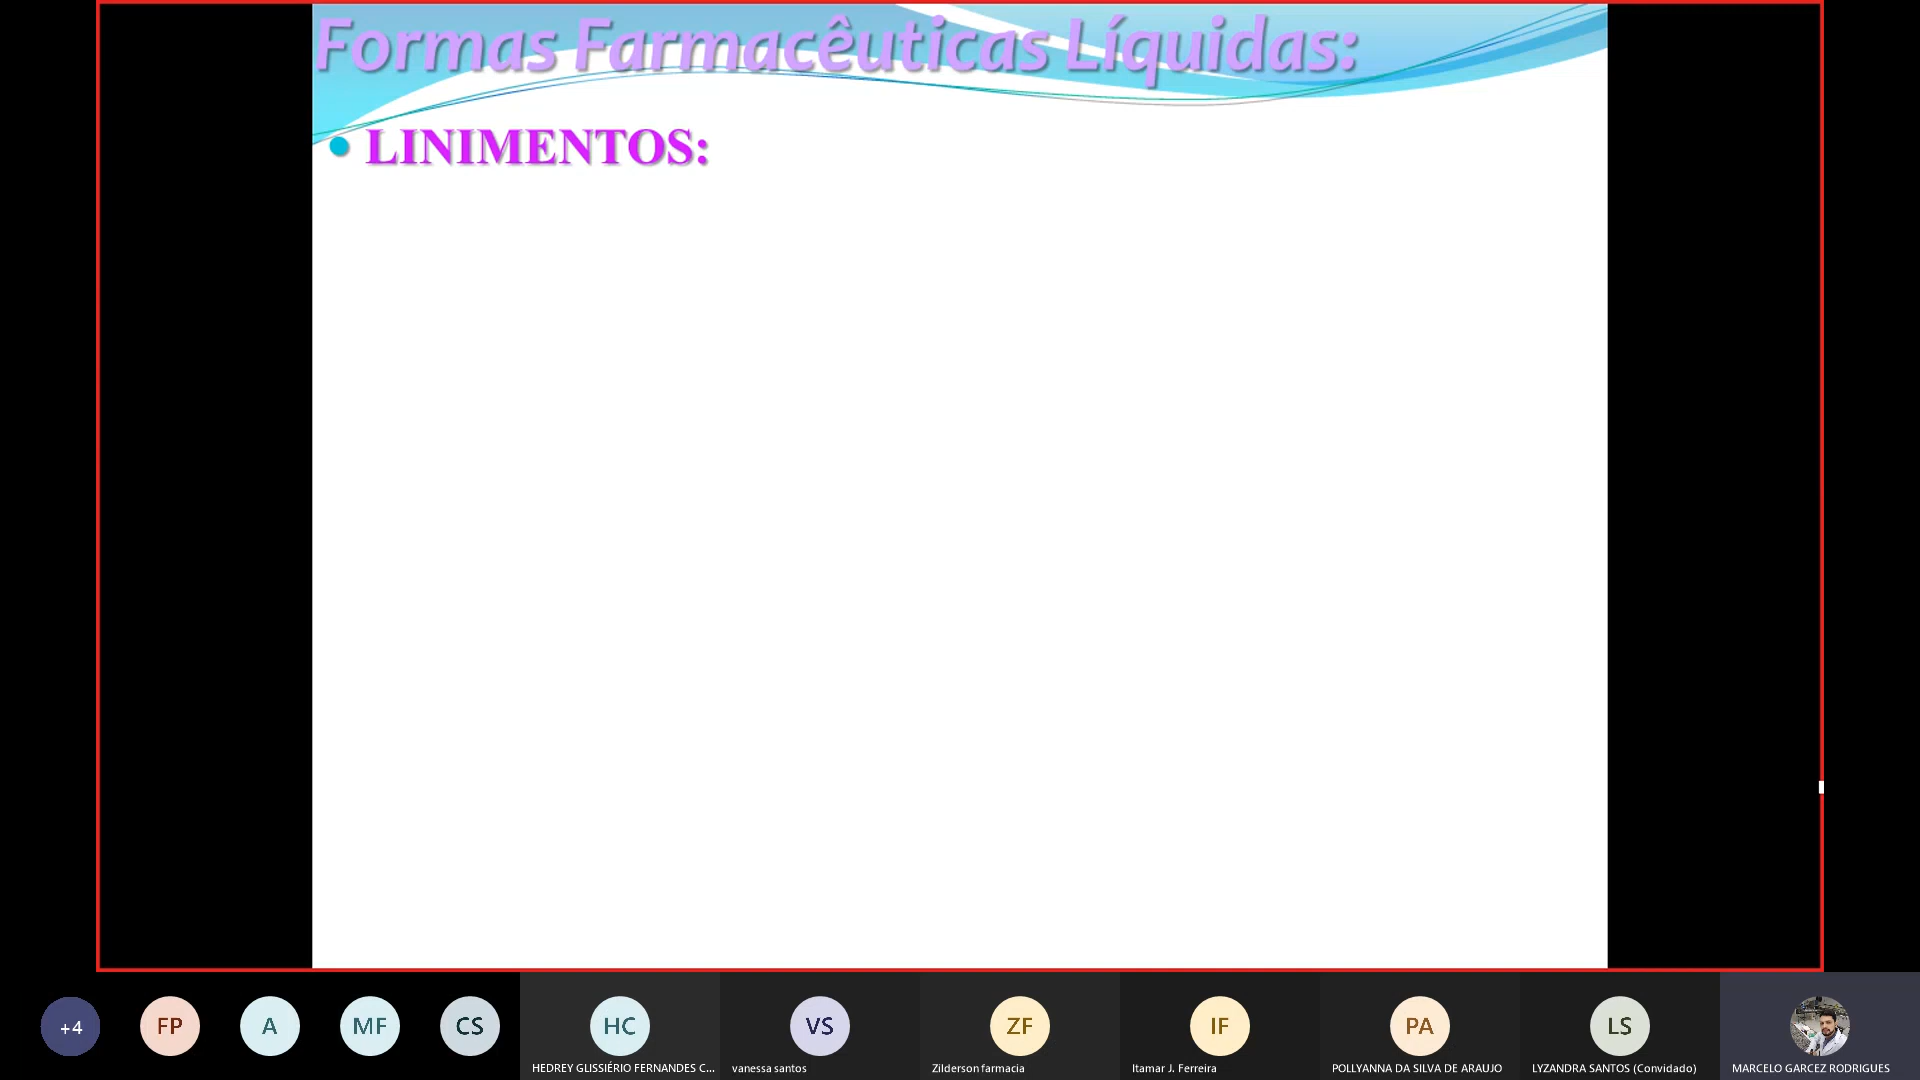 Formas Farmacêuticas Líquidas:
LINIMENTOS:
+4
FP
A
MF
CS
HC
VS
ZF
IF
PA
LS
HEDREY GLISSIÉRIO FERNANDES C...
vanessa santos
Zilderson farmacia
Itamar J. Ferreira
POLLYANNA DA SILVA DE ARAUJO
LYZANDRA SANTOS (Convidado)
MARCELO GARCEZ RODRIGUES